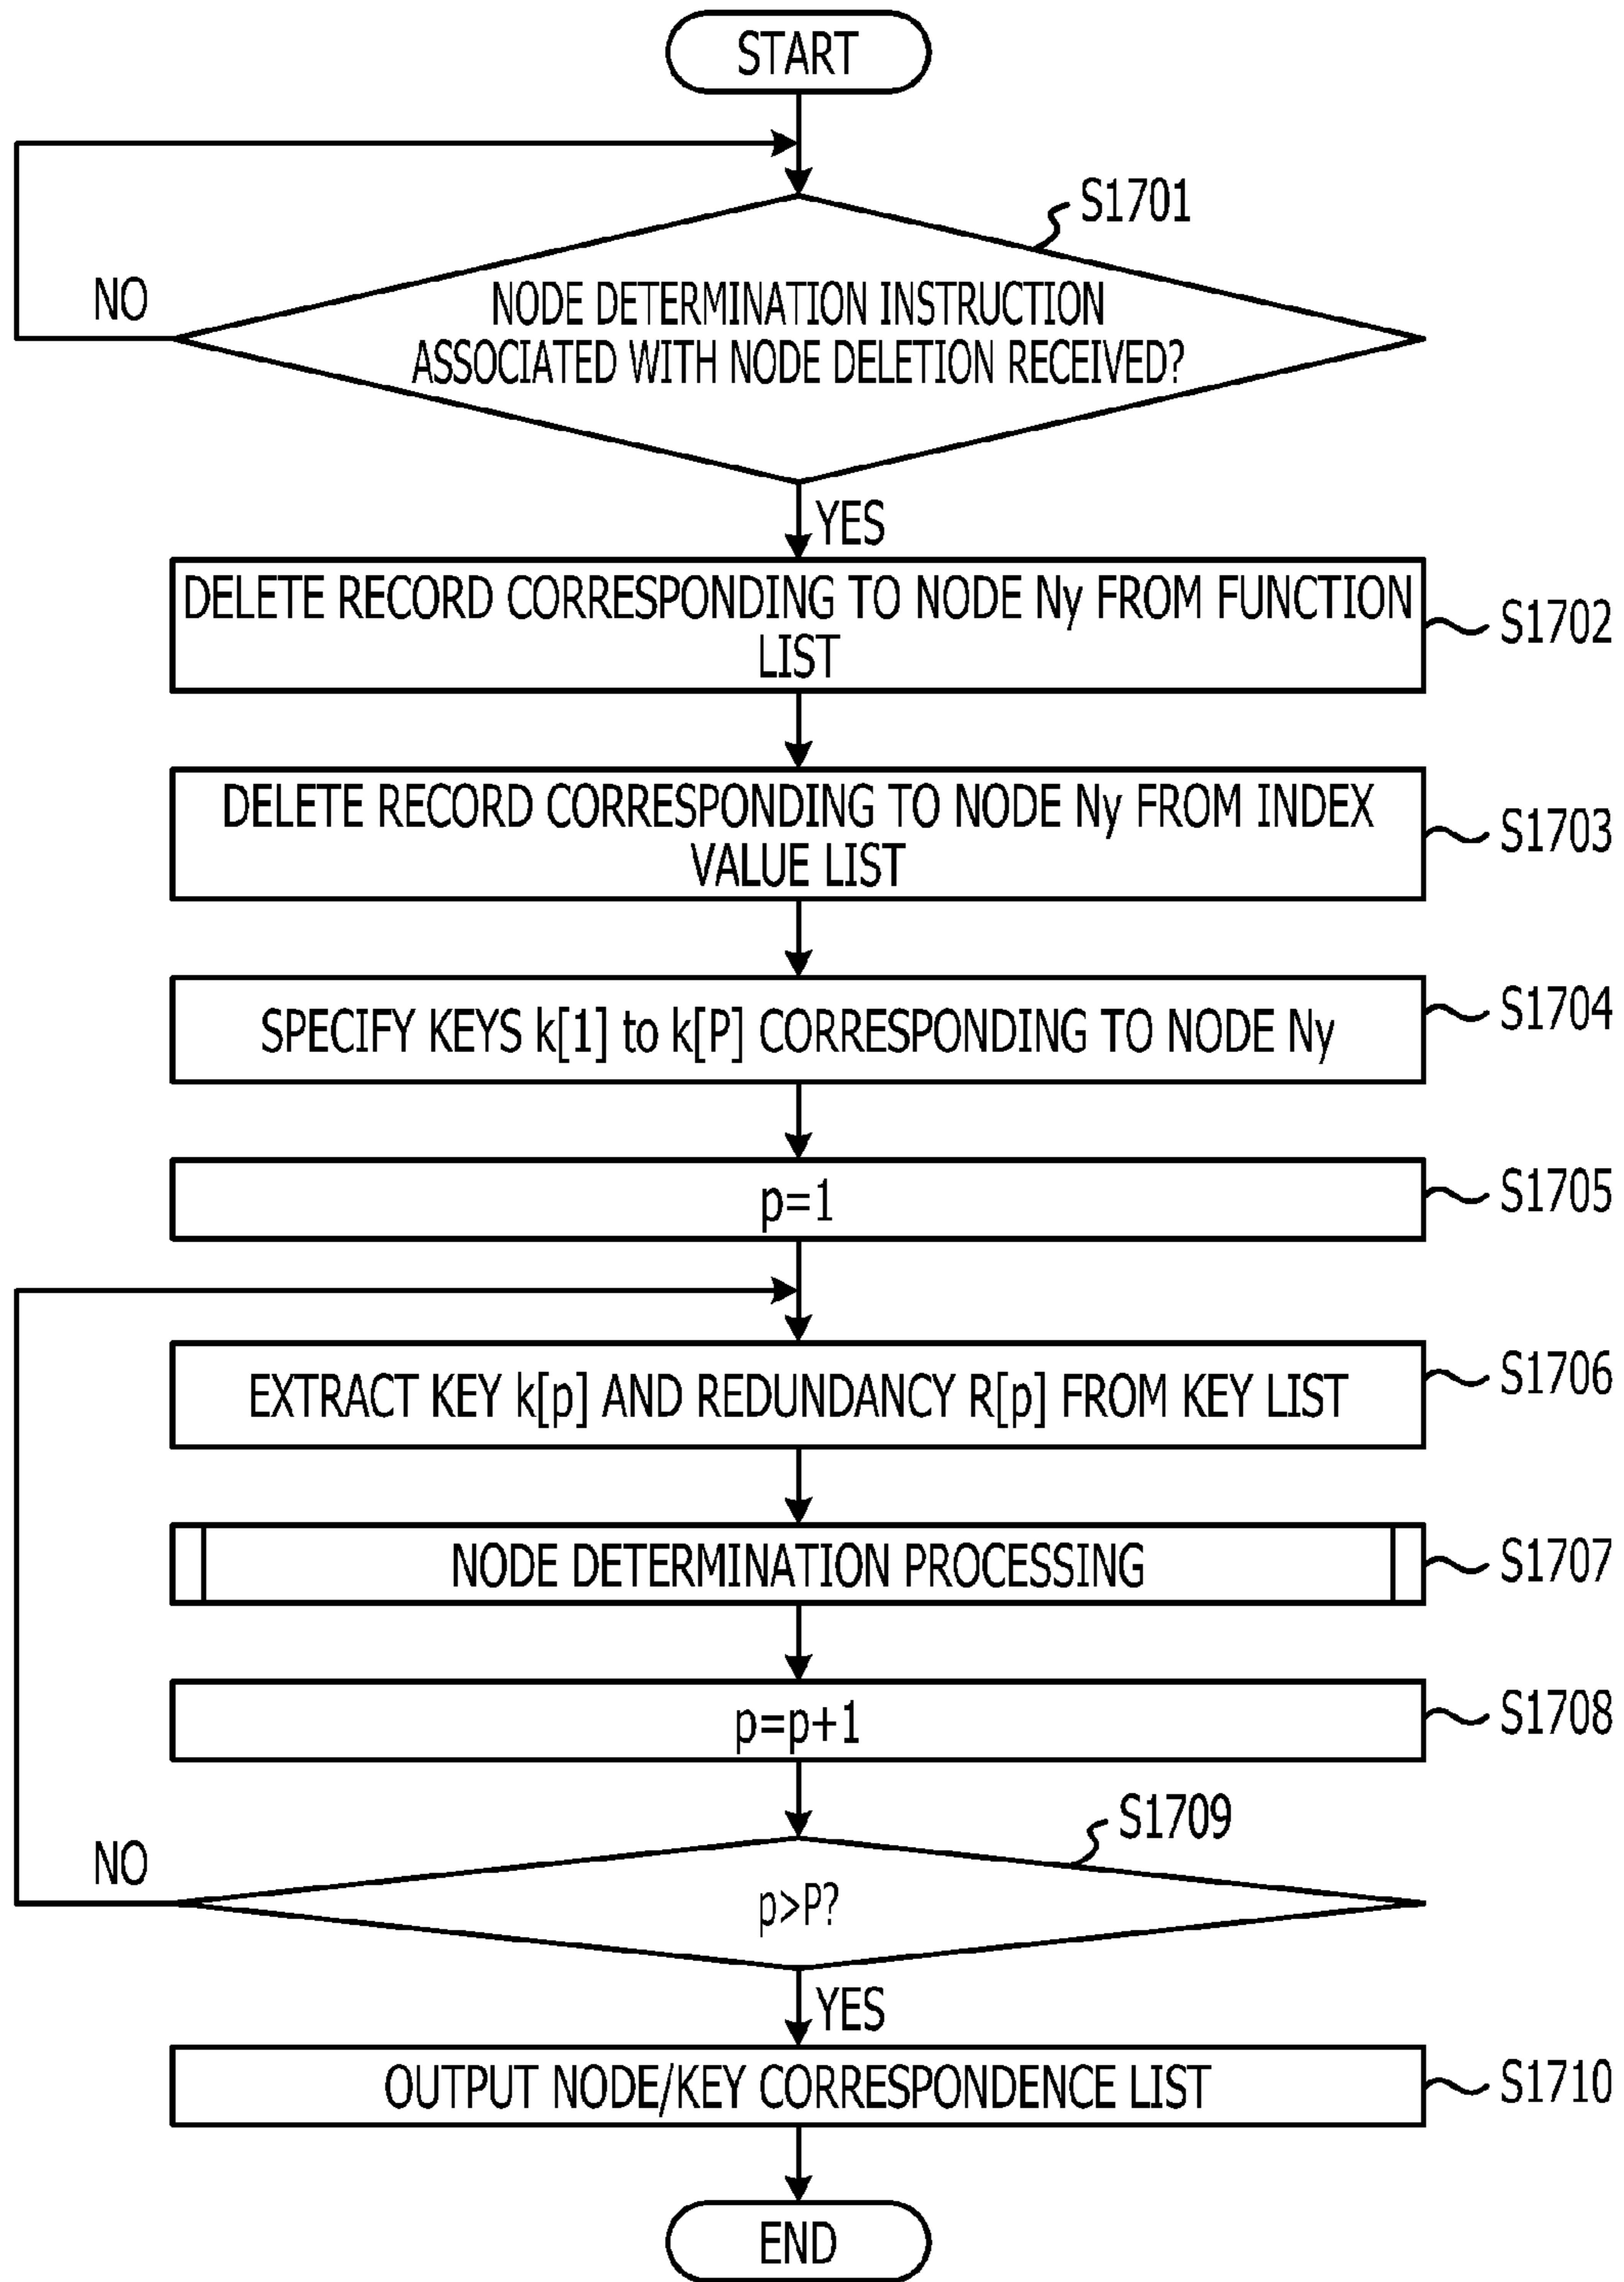 START
S1701
NO
NODE DETERMINATION INSTRUCTION
ASSOCIATED WITH NODE DELETION RECEIVED?
YES
DELETE RECORD CORRESPONDING TO NODE Ny FROM FUNCTION
LIST
S1702
DELETE RECORD CORRESPONDING TO NODE Ny FROM INDEX
VALUE LIST
S1703
SPECIFY KEYS k[1] to k[P] CORRESPONDING TO NODE Ny
S1704
p=1
S1705
EXTRACT KEY k[p] AND REDUNDANCY R[p] FROM KEY LIST
S1706
NODE DETERMINATION PROCESSING
S1707
p=p+1
S1708
S1709
NO
p>P?
YES
OUTPUT NODE/KEY CORRESPONDENCE LIST
S1710
END